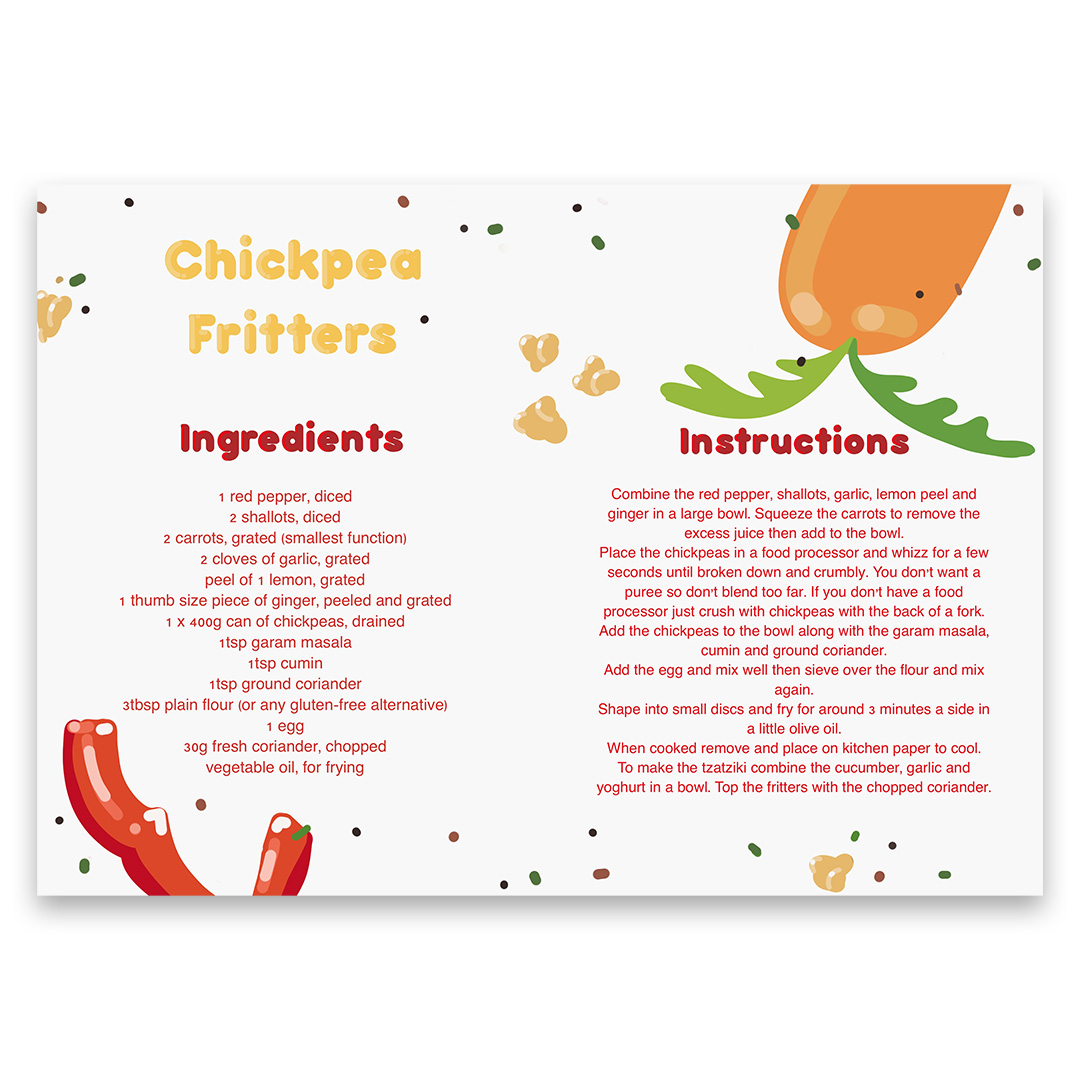 Chickpea
Fritters
Ingredients
1 red pepper, diced
2 shallots, diced
2 carrots, grated (smallest function)
2 cloves of garlic, grated
peel of 1 lemon, grated
1 thumb size piece of ginger, peeled and grated
1 x 400g can of chickpeas, drained
1tsp garam masala
1tsp cumin
1tsp ground coriander
3tbsp plain flour (or any gluten-free alternative)
1 egg
30g fresh coriander, chopped
vegetable oil, for frying
Instructions
Combine the red pepper, shallots, garlic, lemon peel and
ginger in a large bowl. Squeeze the carrots to remove the
excess juice then add to the bowl.
Place the chickpeas in a food processor and whizz for a few
seconds until broken down and crumbly. You don't want a
puree so don't blend too far. If you don't have a food
processor just crush with chickpeas with the back of a fork.
Add the chickpeas to the bowl along with the garam masala,
cumin and ground coriander.
Add the egg and mix well then sieve over the flour and mix
again.
Shape into small discs and fry for around 3 minutes a side in
a little olive oil.
When cooked remove and place on kitchen paper to cool.
To make the tzatziki combine the cucumber, garlic and
yoghurt in a bowl. Top the fritters with the chopped coriander.